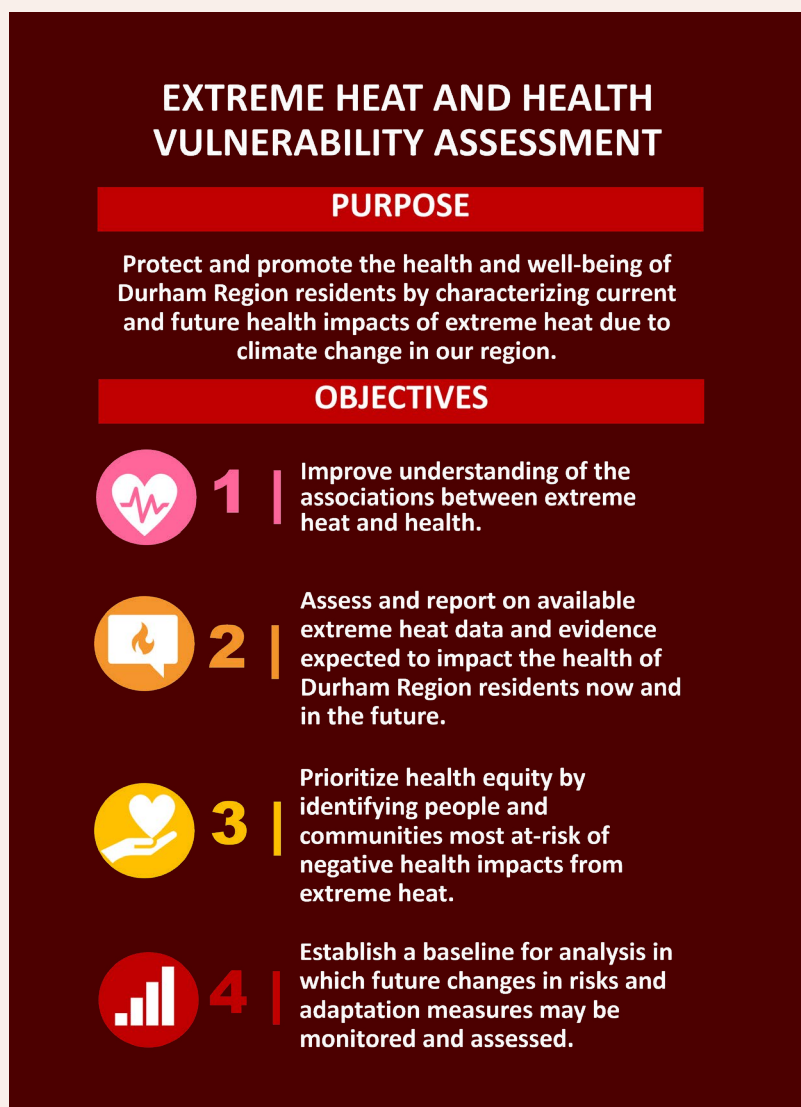 EXTREME HEAT AND HEALTH
VULNERABILITY ASSESSMENT
PURPOSE
Protect and promote the health and well-being of
Durham Region residents by characterizing current
and future health impacts of extreme heat due to
climate change in our region.
OBJECTIVES
1
Improve understanding of the
associations between extreme
heat and health.
2
Assess and report on available
extreme heat data and evidence
expected to impact the health of
Durham Region residents now and
in the future.
3
Prioritize health equity by
identifying people and
communities most at-risk of
negative health impacts from
extreme heat.
4
Establish a baseline for analysis in
which future changes in risks and
adaptation measures may be
monitored and assessed.